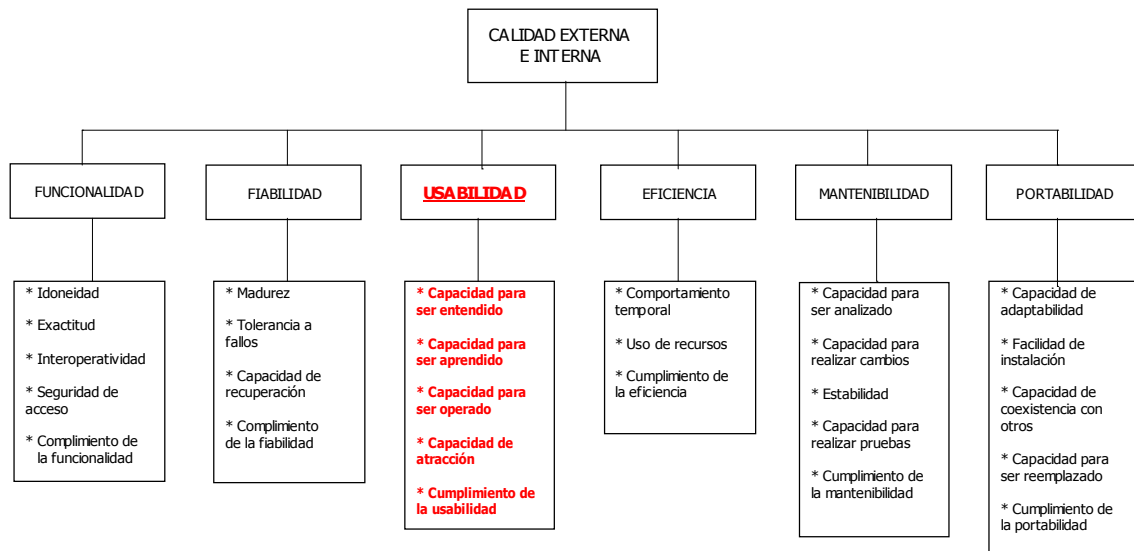 CALIDAD EXTERNA
E INTERNA
FUNCIONALIDAD
FIABILIDAD
USABILIDAD
EFICIENCIA
MANTENIBILIDAD
PORTABILIDAD
* Idoneidad
* Exactitud
* Interoperatividad
* Seguridad de
acceso
* Complimiento de
la funcionalidad
* Madurez
* Tolerancia a
fallos
* Capacidad de
recuperación
* Complimiento
de la fiabilidad
* Capacidad para
ser entendido
* Capacidad para
ser aprendido
* Capacidad para
ser operado
* Capacidad de
atracción
* Cumplimiento de
la usabilidad
* Comportamiento
temporal
* Uso de recursos
* Cumplimiento de
la eficiencia
* Capacidad para
ser analizado
* Capacidad para
realizar cambios
* Estabilidad
* Capacidad para
realizar pruebas
* Cumplimiento de
la mantenibilidad
* Capacidad de
adaptabilidad
* Facilidad de
instalación
* Capacidad de
coexistencia con
otros
* Capacidad para
ser reemplazado
* Cumplimiento de
la portabilidad